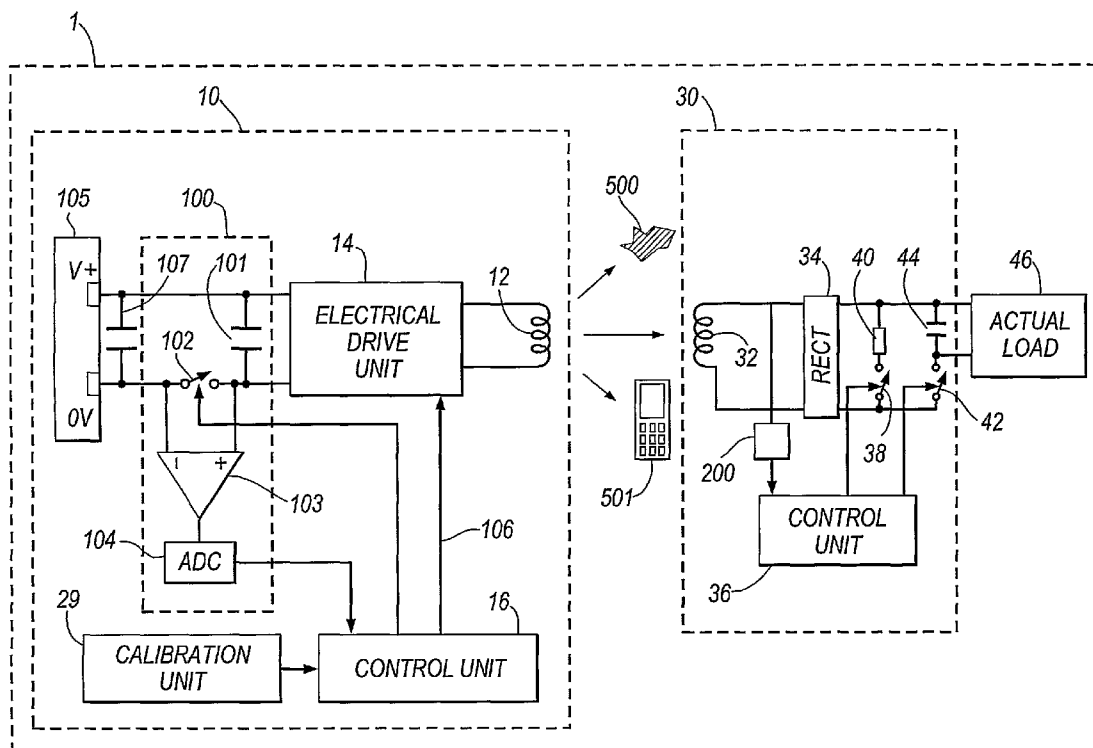 1
10
30
105
100
500
V+
107
101
14
12
34
40
44
46
ELECTRICAL
DRIVE
UNIT
102
32
RECT
ACTUAL
LOAD
0V
–
+
103
501
200
38
42
104
ADC
106
CONTROL
UNIT
36
29
16
CALIBRATION
UNIT
CONTROL UNIT